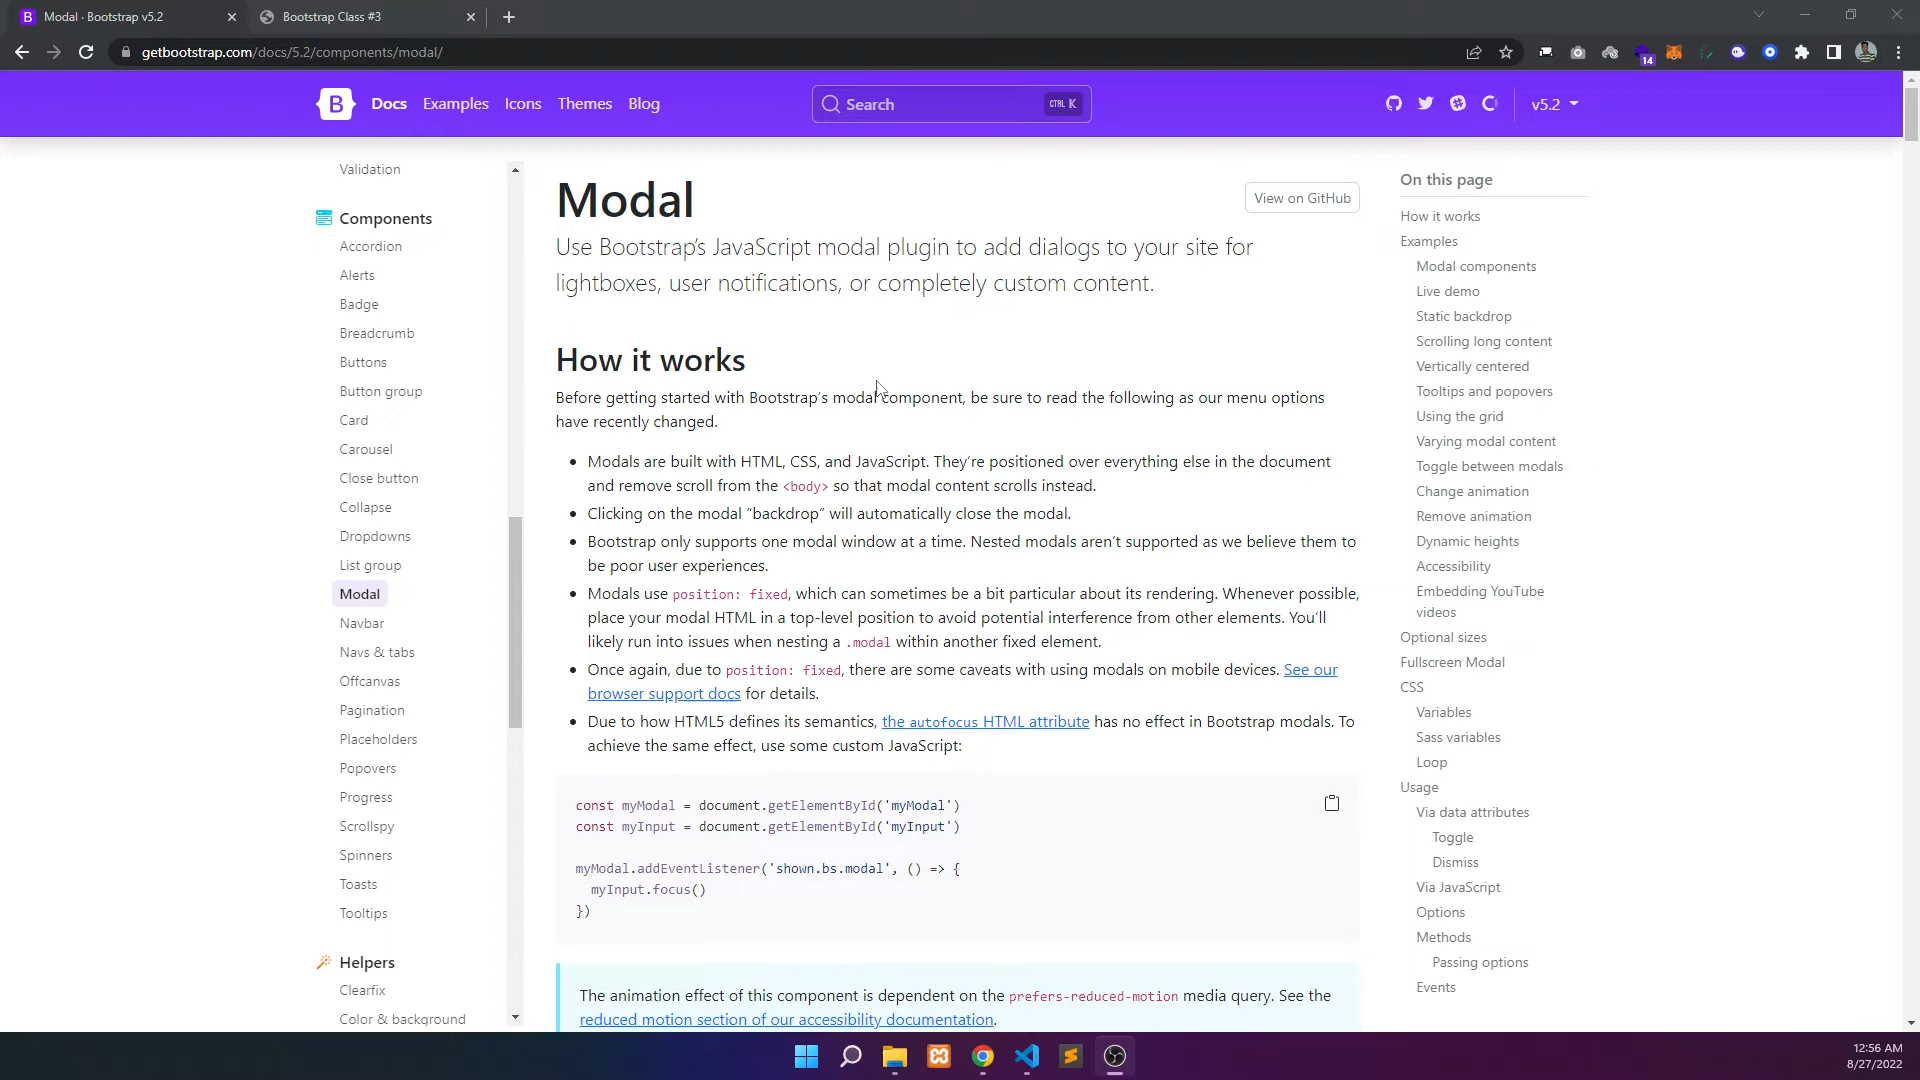 Modal · Bootstrap v5.2
Bootstrap Class #3
getbootstrap.com/docs/5.2/components/modal/
14
B
Docs
Examples
Icons
Themes
Blog
Search
CTRL K
v5.2
Validation
Components
Accordion
Alerts
Badge
Breadcrumb
Buttons
Button group
Card
Carousel
Close button
Collapse
Dropdowns
List group
Modal
Navbar
Navs & tabs
Offcanvas
Pagination
Placeholders
Popovers
Progress
Scrollspy
Spinners
Toasts
Tooltips
Helpers
Clearfix
Color & background
Modal
View on GitHub
Use Bootstrap’s JavaScript modal plugin to add dialogs to your site for
lightboxes, user notifications, or completely custom content.
How it works
Before getting started with Bootstrap’s modal component, be sure to read the following as our menu options
have recently changed.
• Modals are built with HTML, CSS, and JavaScript. They’re positioned over everything else in the document
and remove scroll from the <body> so that modal content scrolls instead.
• Clicking on the modal “backdrop” will automatically close the modal.
• Bootstrap only supports one modal window at a time. Nested modals aren’t supported as we believe them to
be poor user experiences.
• Modals use position: fixed, which can sometimes be a bit particular about its rendering. Whenever possible,
place your modal HTML in a top-level position to avoid potential interference from other elements. You’ll
likely run into issues when nesting a .modal within another fixed element.
• Once again, due to position: fixed, there are some caveats with using modals on mobile devices. See our
browser support docs for details.
• Due to how HTML5 defines its semantics, the autofocus HTML attribute has no effect in Bootstrap modals. To
achieve the same effect, use some custom JavaScript:
const myModal = document.getElementById('myModal')
const myInput = document.getElementById('myInput')
myModal.addEventListener('shown.bs.modal', () => {
myInput.focus()
})
The animation effect of this component is dependent on the prefers-reduced-motion media query. See the
reduced motion section of our accessibility documentation.
On this page
How it works
Examples
Modal components
Live demo
Static backdrop
Scrolling long content
Vertically centered
Tooltips and popovers
Using the grid
Varying modal content
Toggle between modals
Change animation
Remove animation
Dynamic heights
Accessibility
Embedding YouTube
videos
Optional sizes
Fullscreen Modal
CSS
Variables
Sass variables
Loop
Usage
Via data attributes
Toggle
Dismiss
Via JavaScript
Options
Methods
Passing options
Events
12:56 AM
8/27/2022